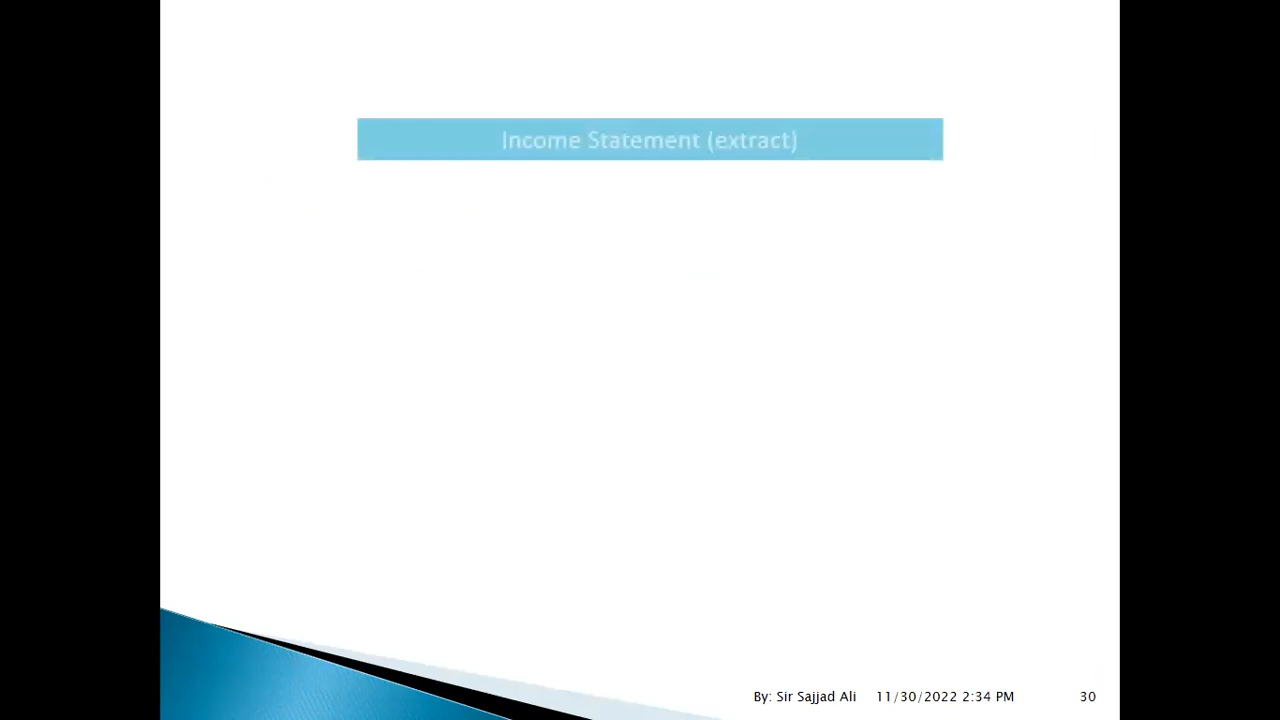 Income Statement (extract)
By: Sir Sajjad Ali 11/30/2022 2:34 PM 30